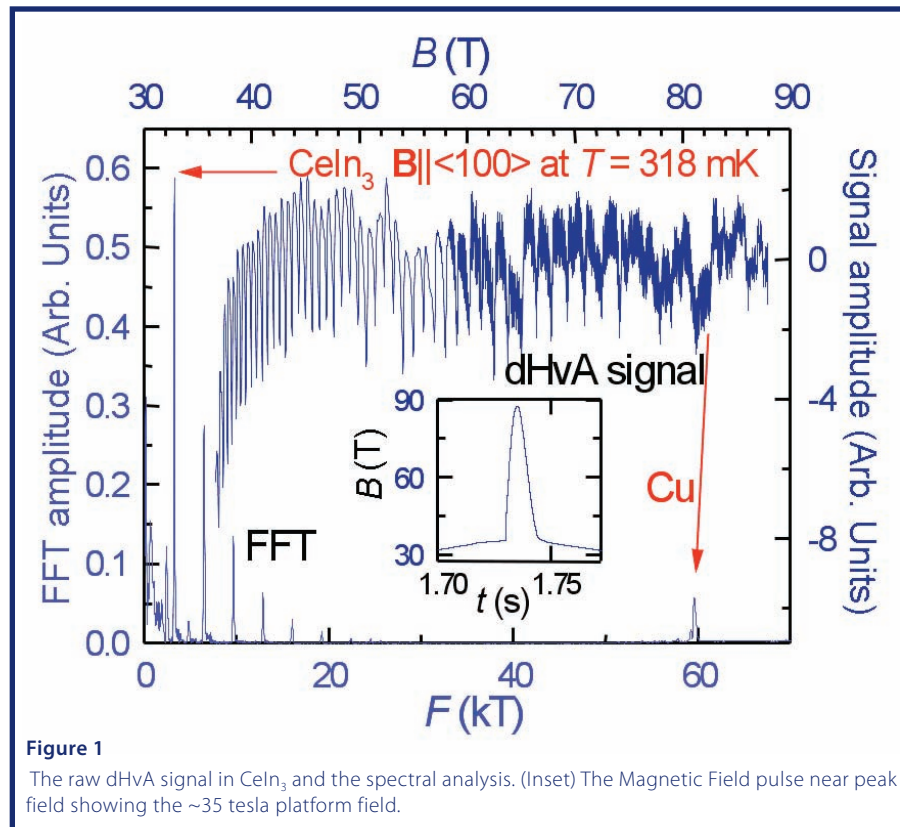 B (T)
30 40 50 60 70 80 90
CeIn₃ B||<100> at T = 318 mK
FFT amplitude (Arb. Units)
0.6
0.5
0.4
0.3
0.2
0.1
0.0
Signal amplitude (Arb. Units)
0
-4
-8
dHvA signal
B (T)
90
60
30
1.70 1.75
t (s)
Cu
FFT
0 20 40 60
F (kT)
Figure 1
The raw dHvA signal in CeIn₃ and the spectral analysis. (Inset) The Magnetic Field pulse near peak
field showing the ~35 tesla platform field.